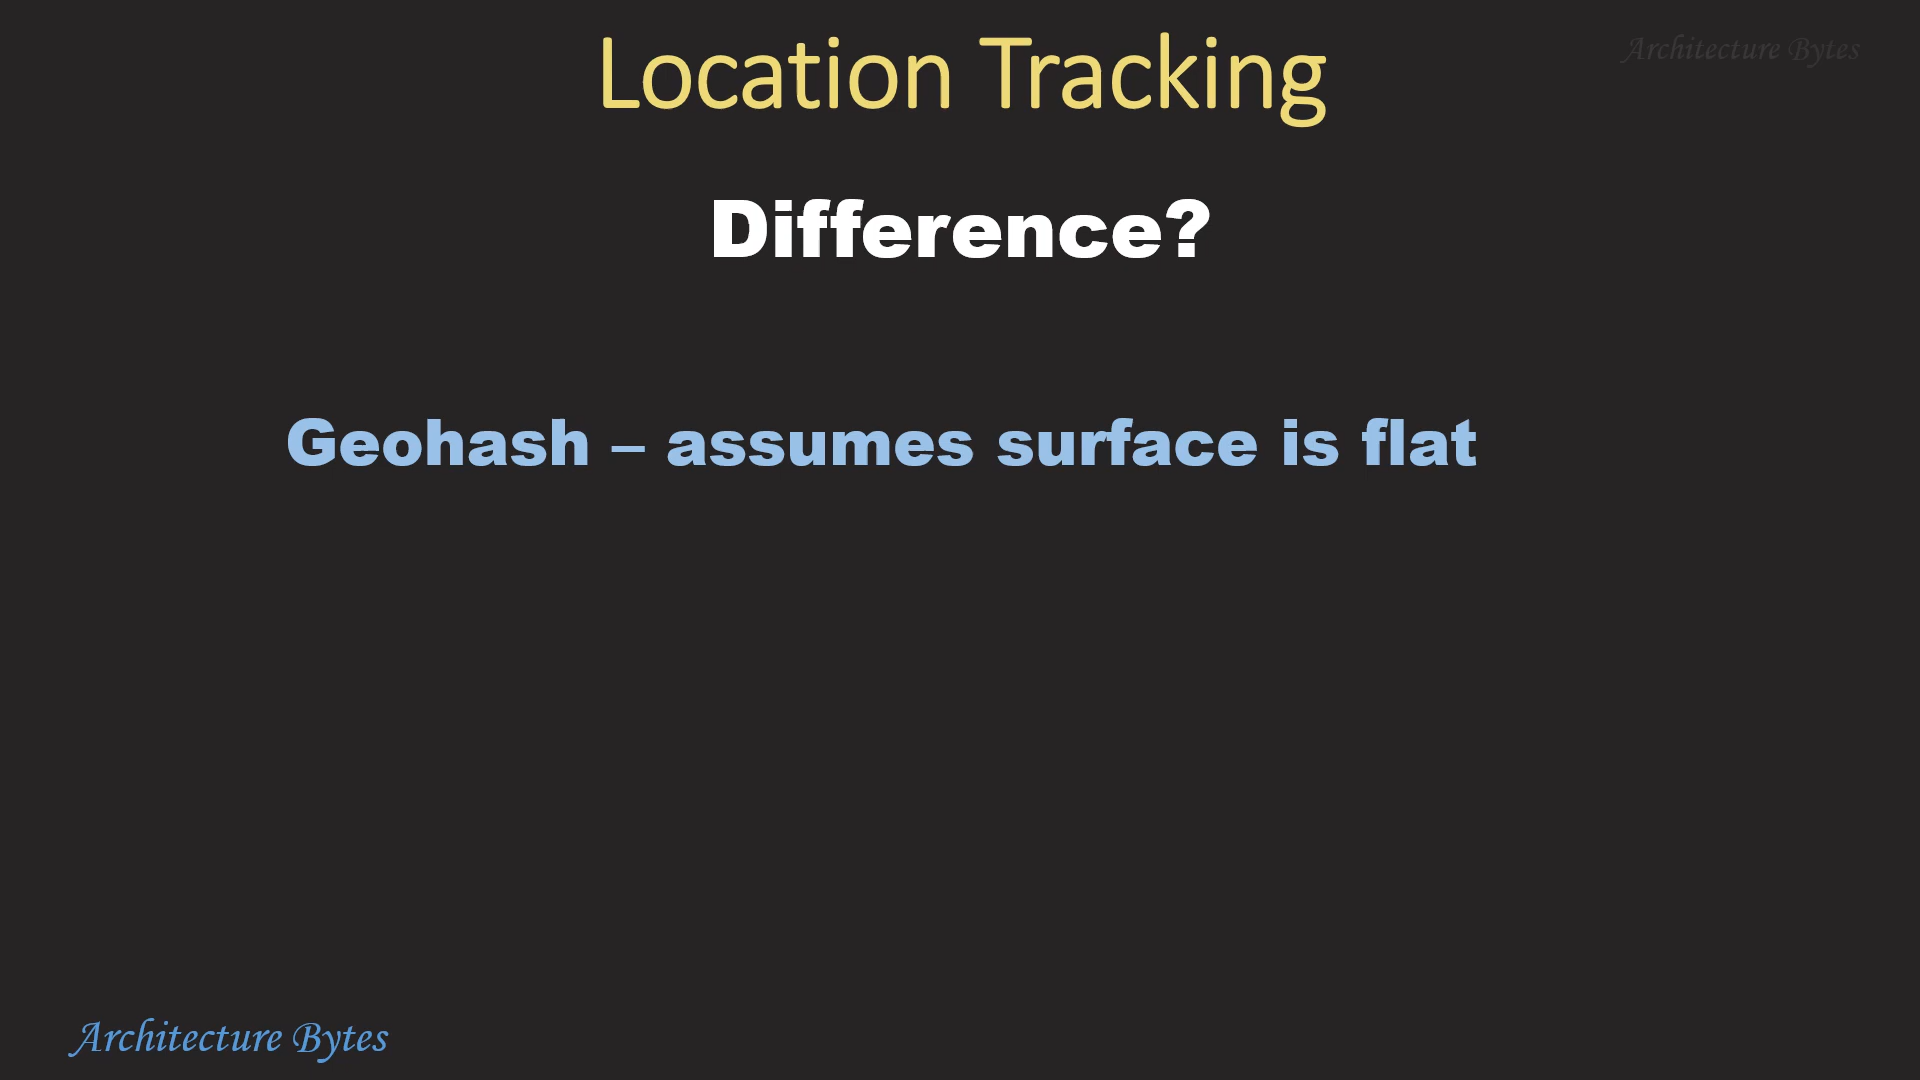 Location Tracking
Architecture Bytes
Difference?
Geohash – assumes surface is flat
Architecture Bytes